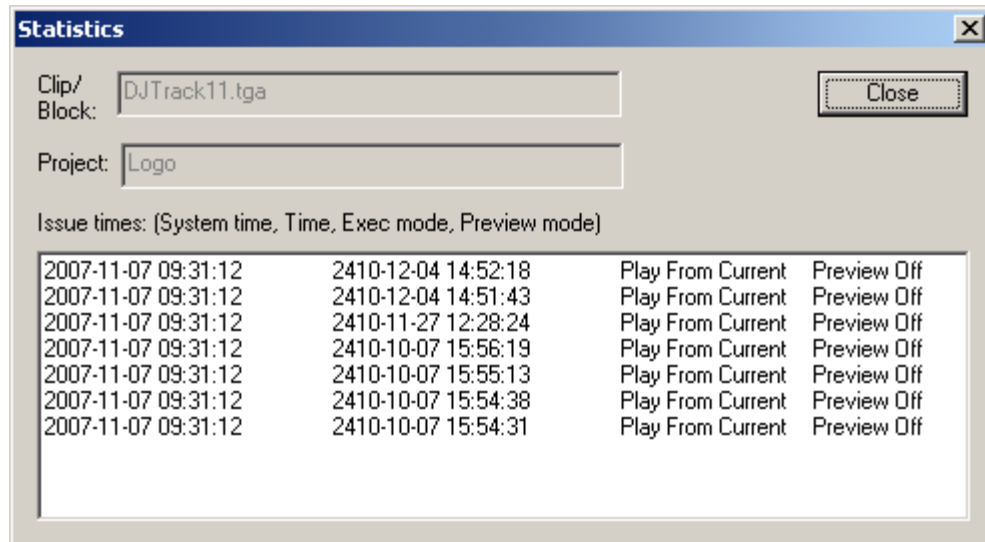 Statistics
Clip/
Block:
DJTrack11.tga
Close
Project:
Logo
Issue times: (System time, Time, Exec mode, Preview mode)
2007-11-07 09:31:12 2410-12-04 14:52:18 Play From Current Preview Off
2007-11-07 09:31:12 2410-12-04 14:51:43 Play From Current Preview Off
2007-11-07 09:31:12 2410-11-27 12:28:24 Play From Current Preview Off
2007-11-07 09:31:12 2410-10-07 15:56:19 Play From Current Preview Off
2007-11-07 09:31:12 2410-10-07 15:55:13 Play From Current Preview Off
2007-11-07 09:31:12 2410-10-07 15:54:38 Play From Current Preview Off
2007-11-07 09:31:12 2410-10-07 15:54:31 Play From Current Preview Off